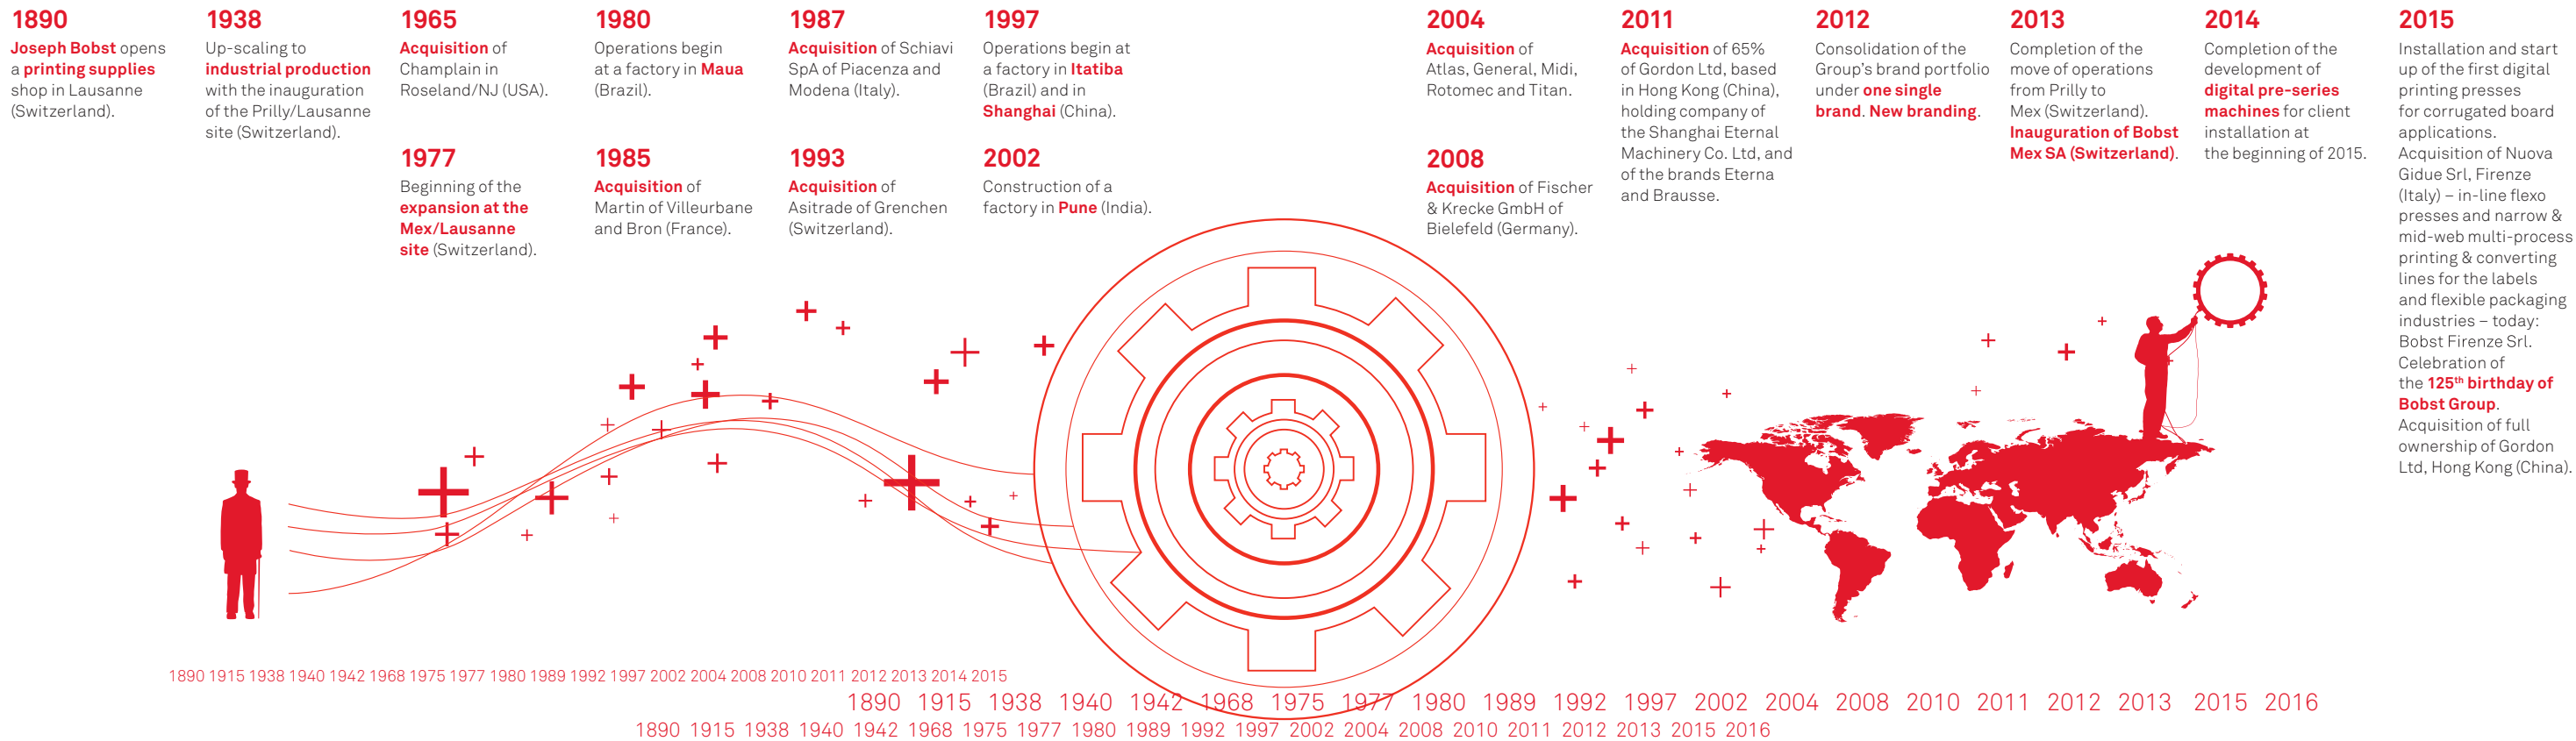 1890
Joseph Bobst opens
a printing supplies
shop in Lausanne
(Switzerland).
1938
Up-scaling to
industrial production
with the inauguration
of the Prilly/Lausanne
site (Switzerland).
1965
Acquisition of
Champlain in
Roseland/NJ (USA).
1977
Beginning of the
expansion at the
Mex/Lausanne
site (Switzerland).
1980
Operations begin
at a factory in Maua
(Brazil).
1985
Acquisition of
Martin of Villeurbane
and Bron (France).
1987
Acquisition of Schiavi
SpA of Piacenza and
Modena (Italy).
1993
Acquisition of
Asitrade of Grenchen
(Switzerland).
1997
Operations begin at
a factory in Itatiba
(Brazil) and in
Shanghai (China).
2002
Construction of a
factory in Pune (India).
2004
Acquisition of
Atlas, General, Midi,
Rotomec and Titan.
2008
Acquisition of Fischer
& Krecke GmbH of
Bielefeld (Germany).
2011
Acquisition of 65%
of Gordon Ltd, based
in Hong Kong (China),
holding company of
the Shanghai Eternal
Machinery Co. Ltd, and
of the brands Eterna
and Brausse.
2012
Consolidation of the
Group's brand portfolio
under one single
brand. New branding.
2013
Completion of the
move of operations
from Prilly to
Mex (Switzerland).
Inauguration of Bobst
Mex SA (Switzerland).
2014
Completion of the
development of
digital pre-series
machines for client
installation at
the beginning of 2015.
2015
Installation and start
up of the first digital
printing presses
for corrugated board
applications.
Acquisition of Nuova
Gidue Srl, Firenze
(Italy) – in-line flexo
presses and narrow &
mid-web multi-process
printing & converting
lines for the labels
and flexible packaging
industries – today:
Bobst Firenze Srl.
Celebration of
the 125th birthday of
Bobst Group.
Acquisition of full
ownership of Gordon
Ltd, Hong Kong (China).
1890 1915 1938 1940 1942 1968 1975 1977 1980 1989 1992 1997 2002 2004 2008 2010 2011 2012 2013 2014 2015
1890 1915 1938 1940 1942 1968 1975 1977 1980 1989 1992 1997 2002 2004 2008 2010 2011 2012 2013 2015 2016
1890 1915 1938 1940 1942 1968 1975 1977 1980 1989 1992 1997 2002 2004 2008 2010 2011 2012 2013 2015 2016